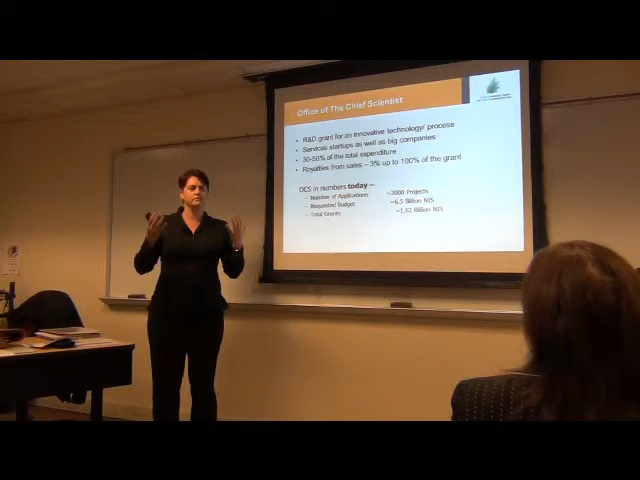 Office of The Chief Scientist
• R&D grant for an innovative technology/ process
• Services startups as well as big companies
• 30-50% of the total expenditure
• Royalties from sales – 3% up to 100% of the grant
OCS in numbers today –
– Number of Applications ~2000 Projects
– Requested Budget ~6.5 Billion NIS
– Total Grants ~1.62 Billion NIS